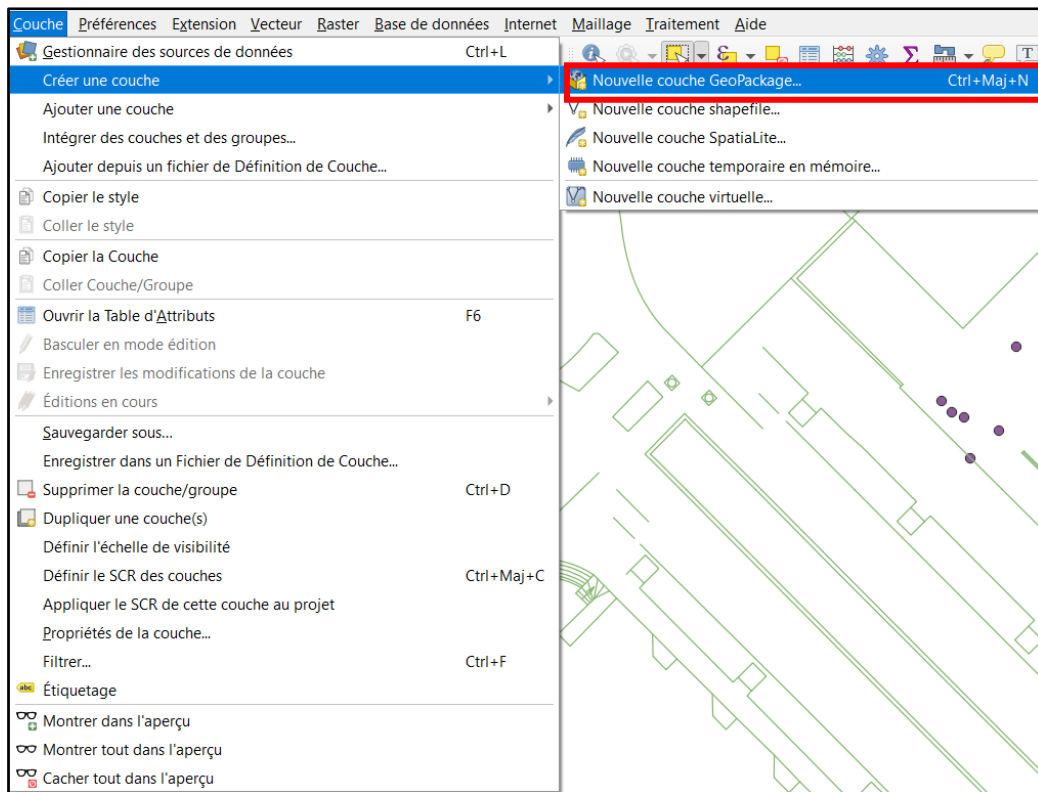 Couche Préférences Extension Vecteur Raster Base de données Internet Maillage Traitement Aide
Gestionnaire des sources de données Ctrl+L
Créer une couche
Ajouter une couche
Intégrer des couches et des groupes...
Ajouter depuis un fichier de Définition de Couche...
Copier le style
Coller le style
Copier la Couche
Coller Couche/Groupe
Ouvrir la Table d'Attributs F6
Basculer en mode édition
Enregistrer les modifications de la couche
Éditions en cours
Sauvegarder sous...
Enregistrer dans un Fichier de Définition de Couche...
Supprimer la couche/groupe Ctrl+D
Dupliquer une couche(s)
Définir l'échelle de visibilité
Définir le SCR des couches Ctrl+Maj+C
Appliquer le SCR de cette couche au projet
Propriétés de la couche...
Filtrer... Ctrl+F
abc Étiquetage
Montrer dans l'aperçu
Montrer tout dans l'aperçu
Cacher tout dans l'aperçu
Nouvelle couche GeoPackage... Ctrl+Maj+N
Nouvelle couche shapefile...
Nouvelle couche SpatiaLite...
Nouvelle couche temporaire en mémoire...
Nouvelle couche virtuelle...